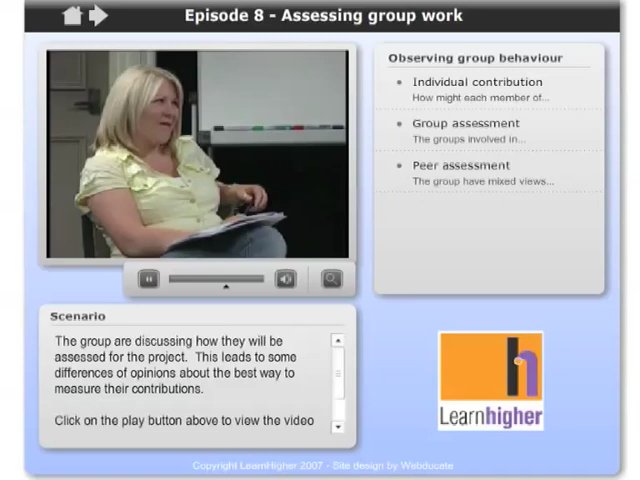 Episode 8 - Assessing group work
Observing group behaviour
Individual contribution
How might each member of...
Group assessment
The groups involved in...
Peer assessment
The group have mixed views...
Scenario
The group are discussing how they will be
assessed for the project. This leads to some
differences of opinions about the best way to
measure their contributions.
Click on the play button above to view the video
h
Learnhigher
Copyright LearnHigher 2007 - Site design by Webducate